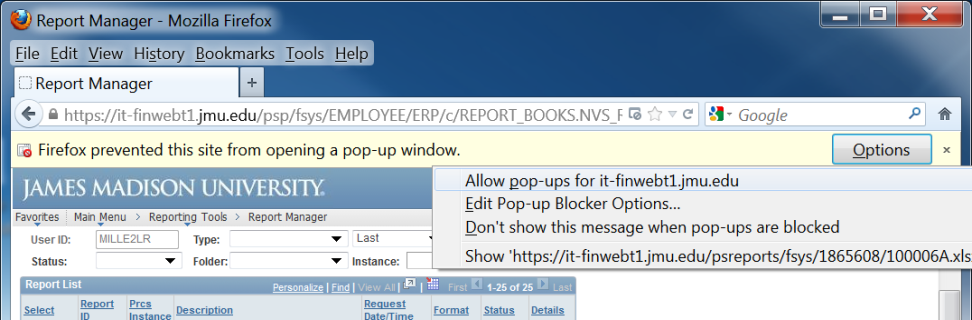 Report Manager - Mozilla Firefox
File Edit View History Bookmarks Tools Help
Report Manager +
https://it-finwebt1.jmu.edu/psp/fsys/EMPLOYEE/ERP/c/REPORT_BOOKS.NVS_R Google
Firefox prevented this site from opening a pop-up window. Options ×
JAMES MADISON UNIVERSITY.
Allow pop-ups for it-finwebt1.jmu.edu
Edit Pop-up Blocker Options...
Don't show this message when pop-ups are blocked
Show 'https://it-finwebt1.jmu.edu/psreports/fsys/1865608/100006A.xls
Favorites Main Menu > Reporting Tools > Report Manager
User ID: MILLE2LR Type: Last
Status: Folder: Instance:
Report List Personalize | Find | View All | First 1-25 of 25 Last
Select Report ID Prcs Instance Description Request Date/Time Format Status Details